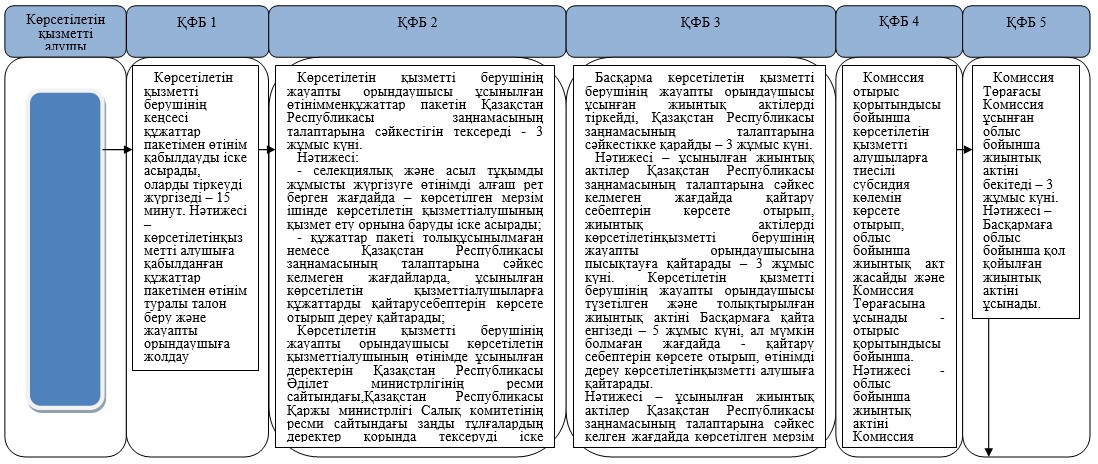 Көрсетілетін
қызметті
алушы
ҚФБ 1
ҚФБ 2
ҚФБ 3
ҚФБ 4
ҚФБ 5
Көрсетілетін
қызметті
берушінің
кеңсесі
құжаттар
пакетімен өтінім
қабылдауды іске
асырады,
оларды тіркеуді
жүргізеді – 15
минут. Нәтижесі
–
көрсетілетінқыз
метті алушыға
қабылданған
құжаттар
пакетімен өтінім
туралы талон
беру және
жауапты
орындаушыға
жолдау
Көрсетілетін қызметті берушінің
жауапты орындаушысы ұсынылған
өтінімменқұжаттар пакетін Қазақстан
Республикасы заңнамасының
талаптарына сәйкестігін тексереді - 3
жұмыс күні.
Нәтижесі:
- селекциялық және асыл тұқымды
жұмысты жүргізуге өтінімді алғаш рет
берген жағдайда – көрсетілген мерзім
ішінде көрсетілетін қызметтіалушының
қызмет ету орнына баруды іске асырады;
- құжаттар пакеті толықұсынылмаған
немесе Қазақстан Республикасы
заңнамасының талаптарына сәйкес
келмеген жағдайларда, ұсынылған
көрсетілетін қызметтіалушыларға
құжаттарды қайтарусебептерін көрсете
отырып дереу қайтарады;
Көрсетілетін қызметті берушінің
жауапты орындаушысы көрсетілетін
қызметтіалушының өтінімде ұсынылған
деректерін Қазақстан Республикасы
Әділет министрлігінің ресми
сайтындағы,Қазақстан Республикасы
Қаржы министрлігі Салық комитетінің
ресми сайтындағы заңды тұлғалардың
деректер қорында тексеруді іске
Басқарма көрсетілетін қызметті
берушінің жауапты орындаушысы
ұсынған жиынтық актілерді
тіркейді, Қазақстан Республикасы
заңнамасының талаптарына
сәйкестікке қарайды – 3 жұмыс күні.
Нәтижесі – ұсынылған жиынтық
актілер Қазақстан Республикасы
заңнамасының талаптарына сәйкес
келмеген жағдайда қайтару
себептерін көрсете отырып,
жиынтық актілерді
көрсетілетінқызметті берушінің
жауапты орындаушысына
пысықтауға қайтарады – 3 жұмыс
күні. Көрсетілетін қызметті
берушінің жауапты орындаушысы
түзетілген және толықтырылған
жиынтық актіні Басқармаға қайта
енгізеді – 5 жұмыс күні, ал мүмкін
болмаған жағдайда - қайтару
себептерін көрсете отырып, өтінімді
дереу көрсетілетінқызметті алушыға
қайтарады.
Нәтижесі – ұсынылған жиынтық
актілер Қазақстан Республикасы
заңнамасының талаптарына сәйкес
келген жағдайда көрсетілген мерзім
Комиссия
отырыс
қорытындысы
бойынша
көрсетілетін
қызметті
алушыларға
тиесілі
субсидия
көлемін
көрсете
отырып,
облыс
бойынша
жиынтық акт
жасайды және
Комиссия
Төрағасына
ұсынады -
отырыс
қорытындысы
бойынша.
Нәтижесі -
облыс
бойынша
жиынтық
актіні
Комиссия
Комиссия
Төрағасы
Комиссия
ұсынған
облыс
бойынша
жиынтық
актіні
бекітеді – 3
жұмыс күні.
Нәтижесі –
Басқармаға
облыс
бойынша қол
қойылған
жиынтық
актіні
ұсынады.